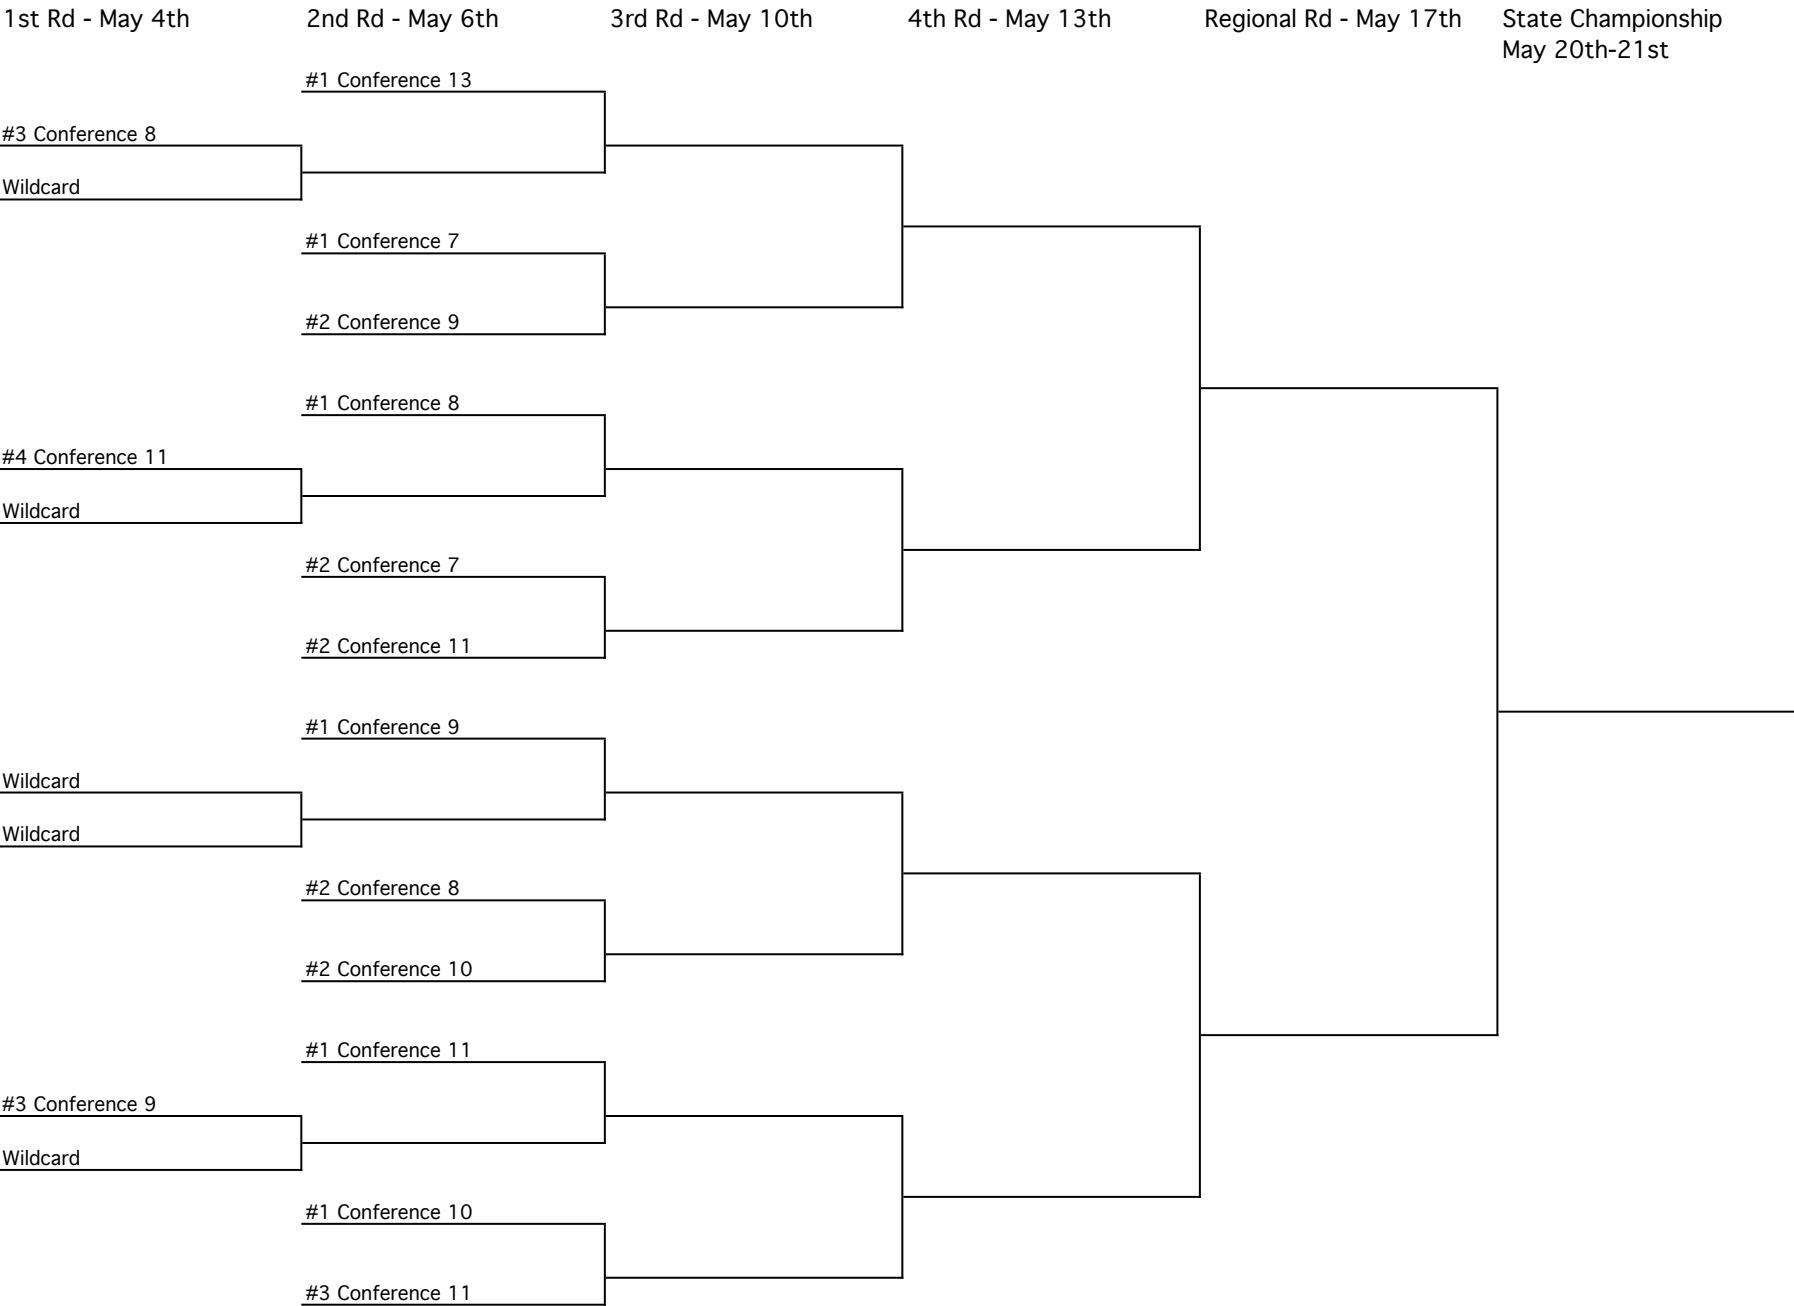 1st Rd - May 4th
2nd Rd - May 6th
3rd Rd - May 10th
4th Rd - May 13th
Regional Rd - May 17th
State Championship
May 20th-21st
#1 Conference 13
#3 Conference 8
Wildcard
#1 Conference 7
#2 Conference 9
#1 Conference 8
#4 Conference 11
Wildcard
#2 Conference 7
#2 Conference 11
#1 Conference 9
Wildcard
Wildcard
#2 Conference 8
#2 Conference 10
#1 Conference 11
#3 Conference 9
Wildcard
#1 Conference 10
#3 Conference 11